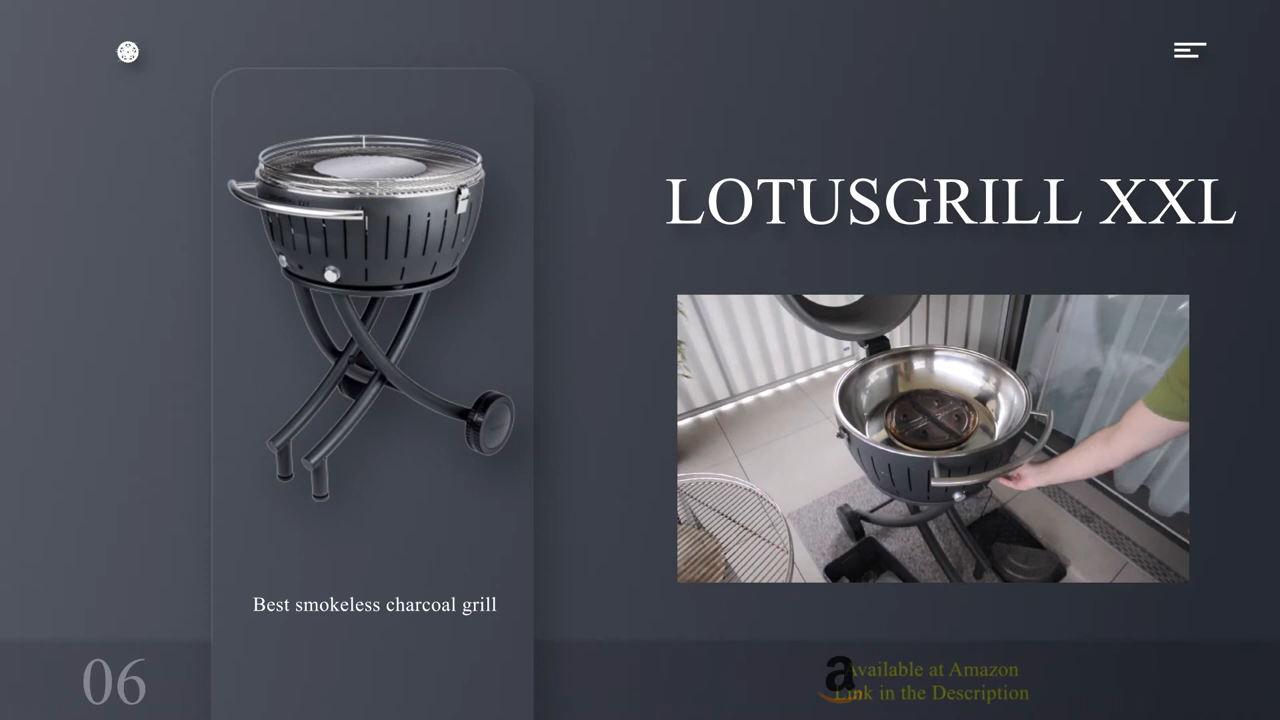 LOTUSGRILL XXL
Best smokeless charcoal grill
06
a
Available at Amazon
Link in the Description